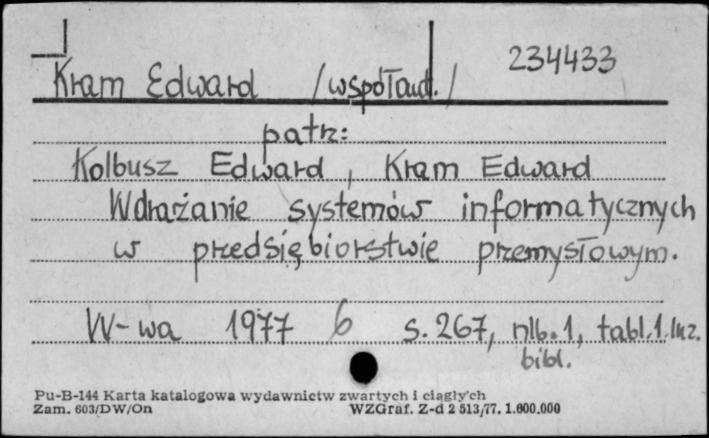 234433
Kram Edward /współaut./
patrz:
Kolbusz Edward, Kram Edward
Wdrażanie systemów informatycznych
w przedsiębiorstwie przemysłowym.
W-wa 1977 6 s. 267, nlb. 1, tabl. 1 luz.
bibl.
Pu-B-144 Karta katalogowa wydawnictw zwartych i ciągłych
Zam. 603/DW/On WZGraf. Z-d 2 513/77. 1.600.000